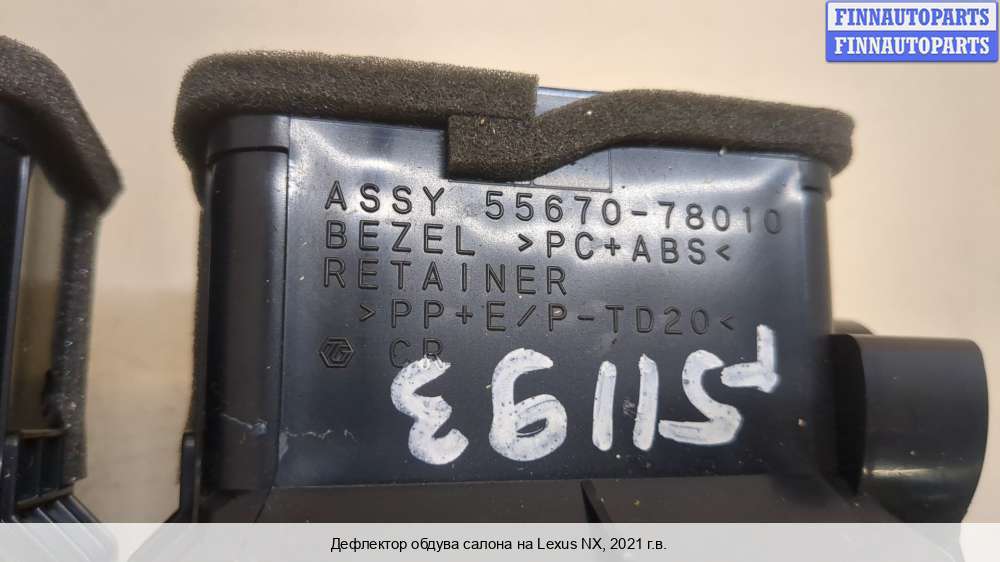 FINNAUTOPARTS
FINNAUTOPARTS
ASSY 55670-78010
BEZEL >PC+ABS<
RETAINER
>PP+E/P-TD20<
CR
Дефлектор обдува салона на Lexus NX, 2021 г.в.